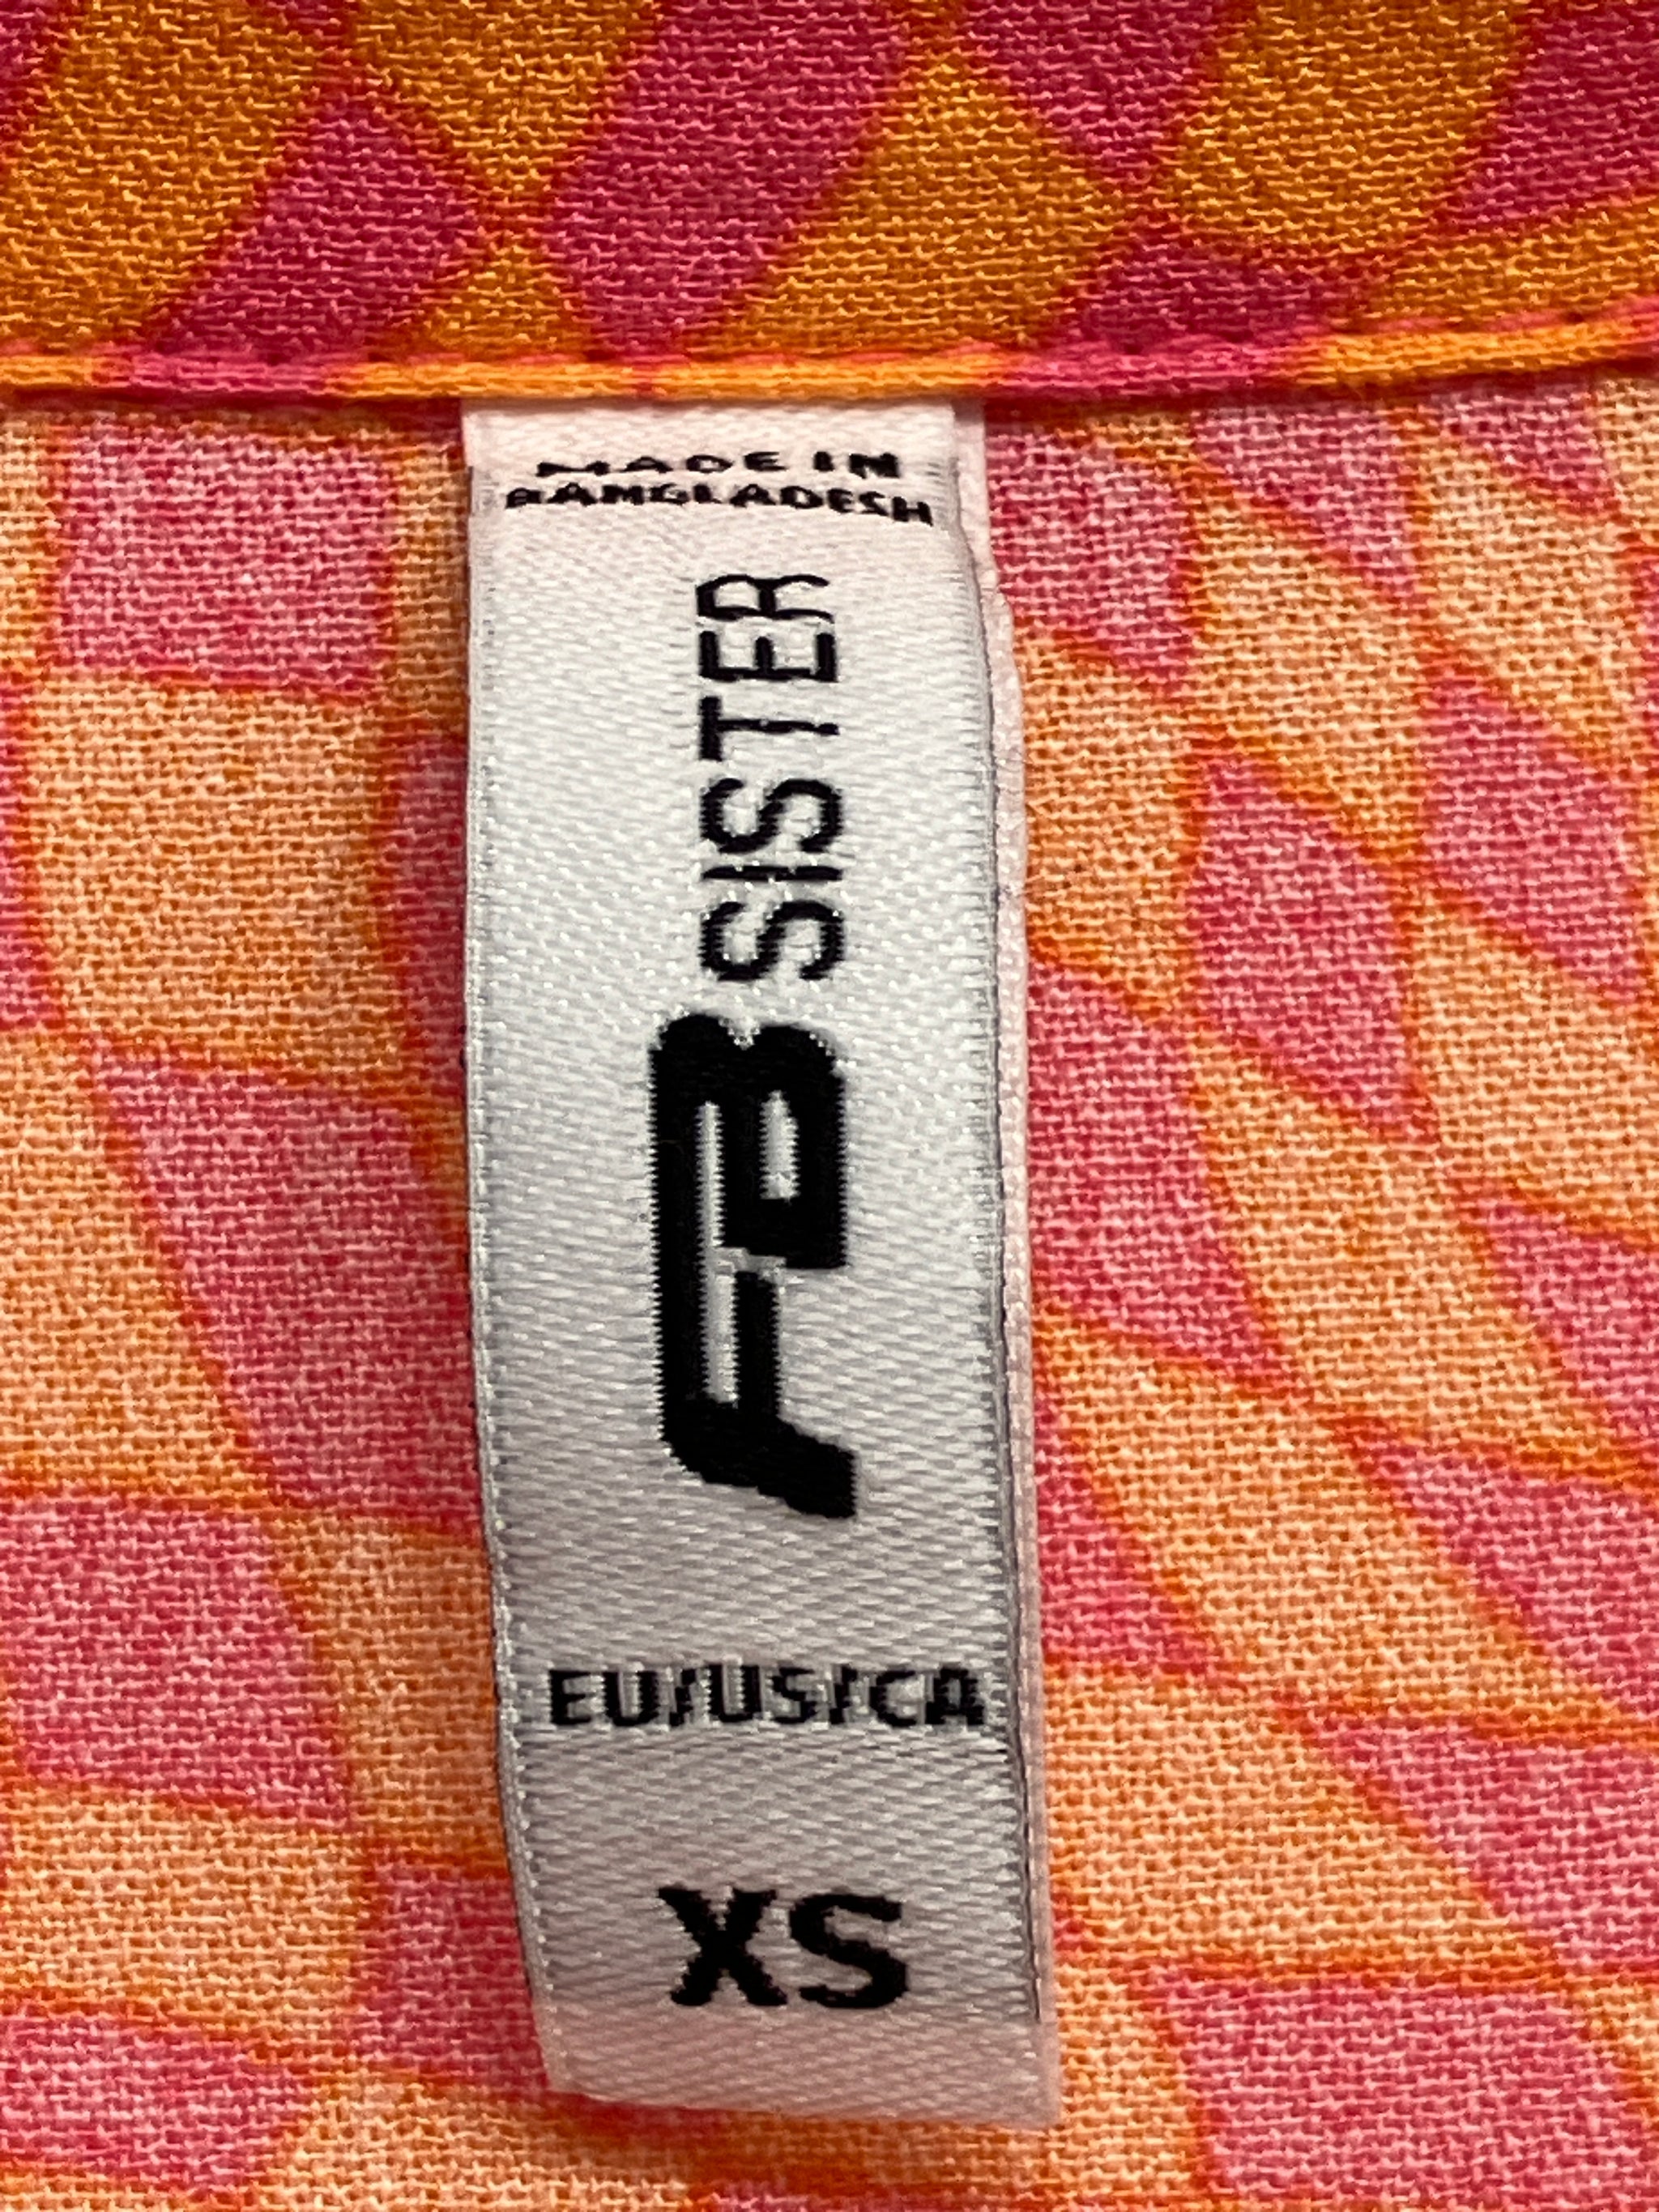 MADE IN
BANGLADESH
FB SISTER
EU/US/CA
XS